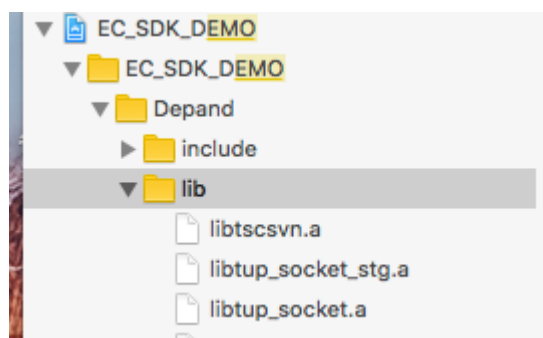 EC_SDK_DEMO
EC_SDK_DEMO
Depand
include
lib
libtscsvn.a
libtup_socket_stg.a
libtup_socket.a